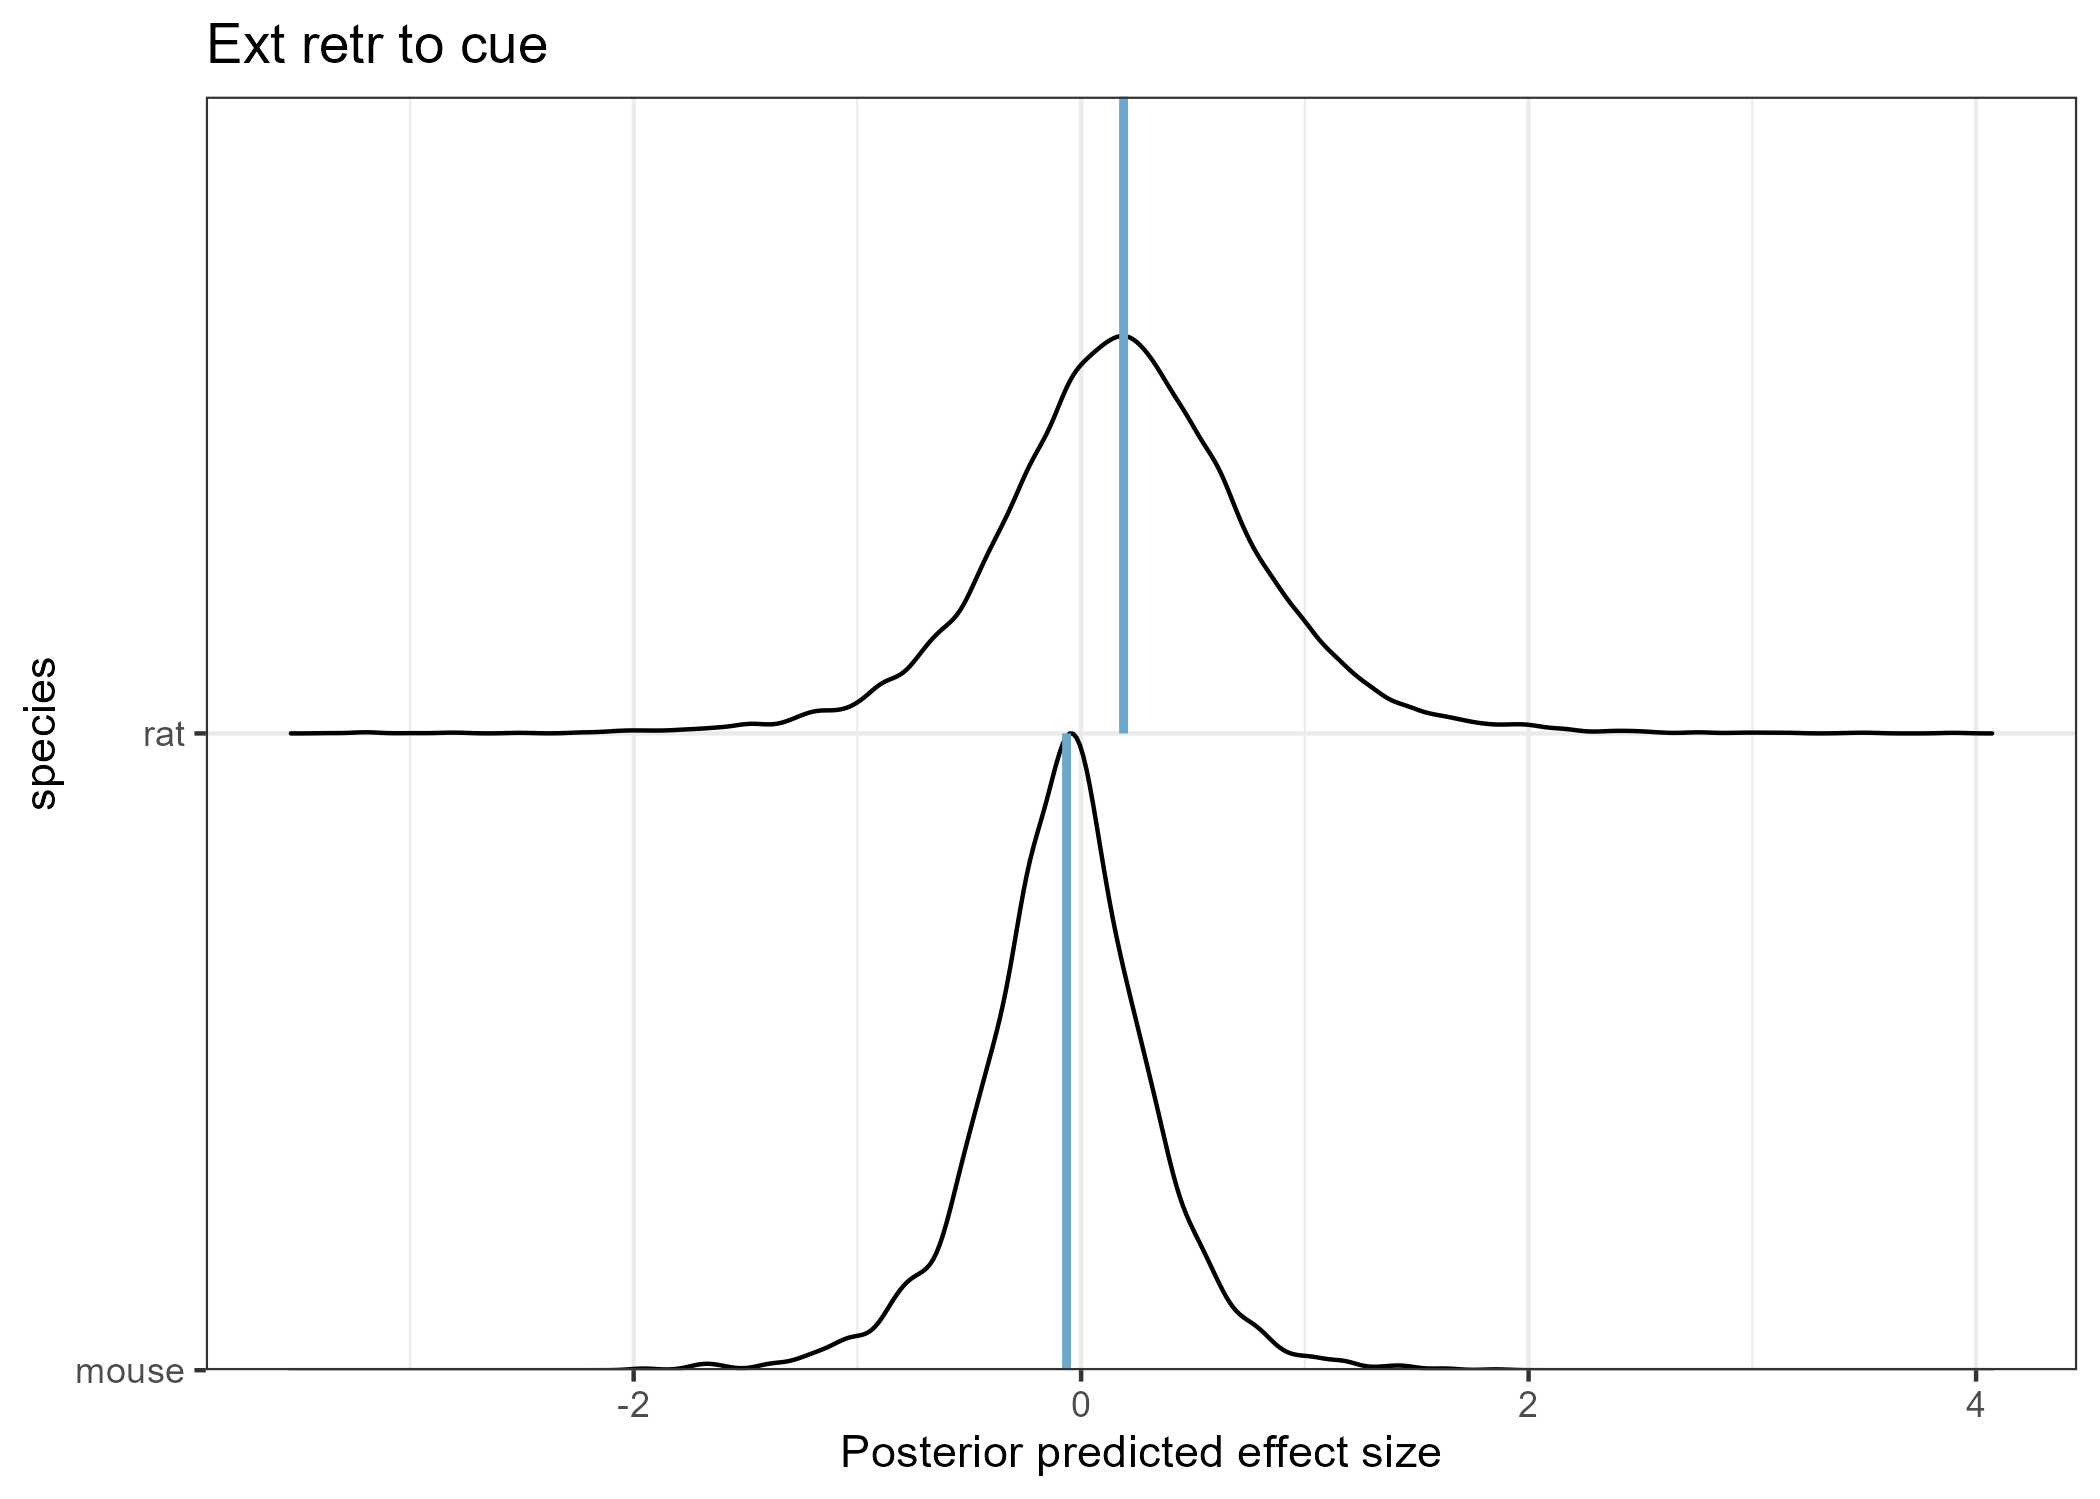 Ext retr to cue
species
rat
mouse
-2 0 2 4
Posterior predicted effect size